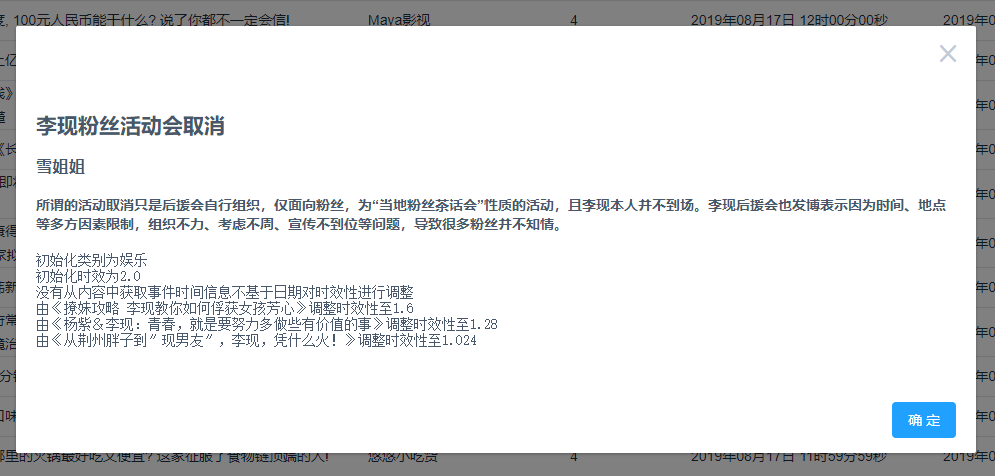 100元人民币能干什么? 说了你都不一定会信! Maya影视 4 2019年08月17日 12时00分00秒 2019年0
李现粉丝活动会取消
雪姐姐
所谓的活动取消只是后援会自行组织，仅面向粉丝，为“当地粉丝茶话会”性质的活动，且李现本人并不到场。李现后援会也发博表示因为时间、地点
等多方因素限制，组织不力、考虑不周、宣传不到位等问题，导致很多粉丝并不知情。
初始化类别为娱乐
初始化时效为2.0
没有从内容中获取事件时间信息不基于日期对时效性进行调整
由《撩妹攻略 李现教你如何俘获女孩芳心》调整时效性至1.6
由《杨紫＆李现：青春，就是要努力多做些有价值的事》调整时效性至1.28
由《从荆州胖子到＂现男友＂，李现，凭什么火！》调整时效性至1.024
确 定
那里的火锅最好吃又便宜? 这家征服了食物链顶端的人! 悠悠小吃货 4 2019年08月17日 11时59分59秒 2019年0